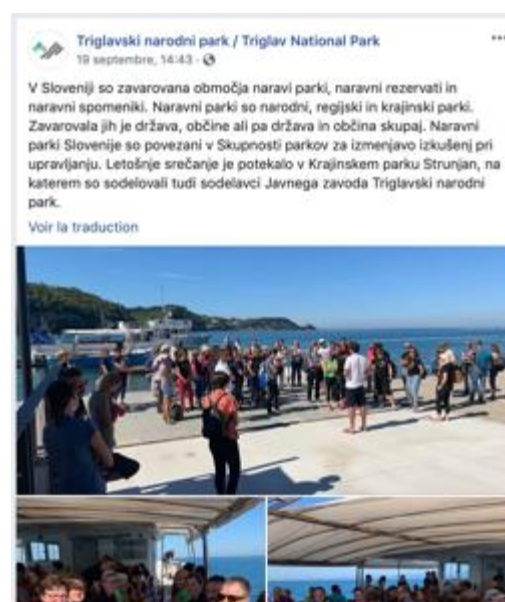 Triglavski narodni park / Triglav National Park
19 septembre, 14:43 ·
V Sloveniji so zavarovana območja naravi parki, naravni rezervati in
naravni spomeniki. Naravni parki so narodni, regijski in krajinski parki.
Zavarovala jih je država, občine ali pa država in občina skupaj. Naravni
parki Slovenije so povezani v Skupnosti parkov za izmenjavo izkušenj pri
upravljanju. Letošnje srečanje je potekalo v Krajinskem parku Strunjan, na
katerem so sodelovali tudi sodelavci Javnega zavoda Triglavski narodni
park.
Voir la traduction